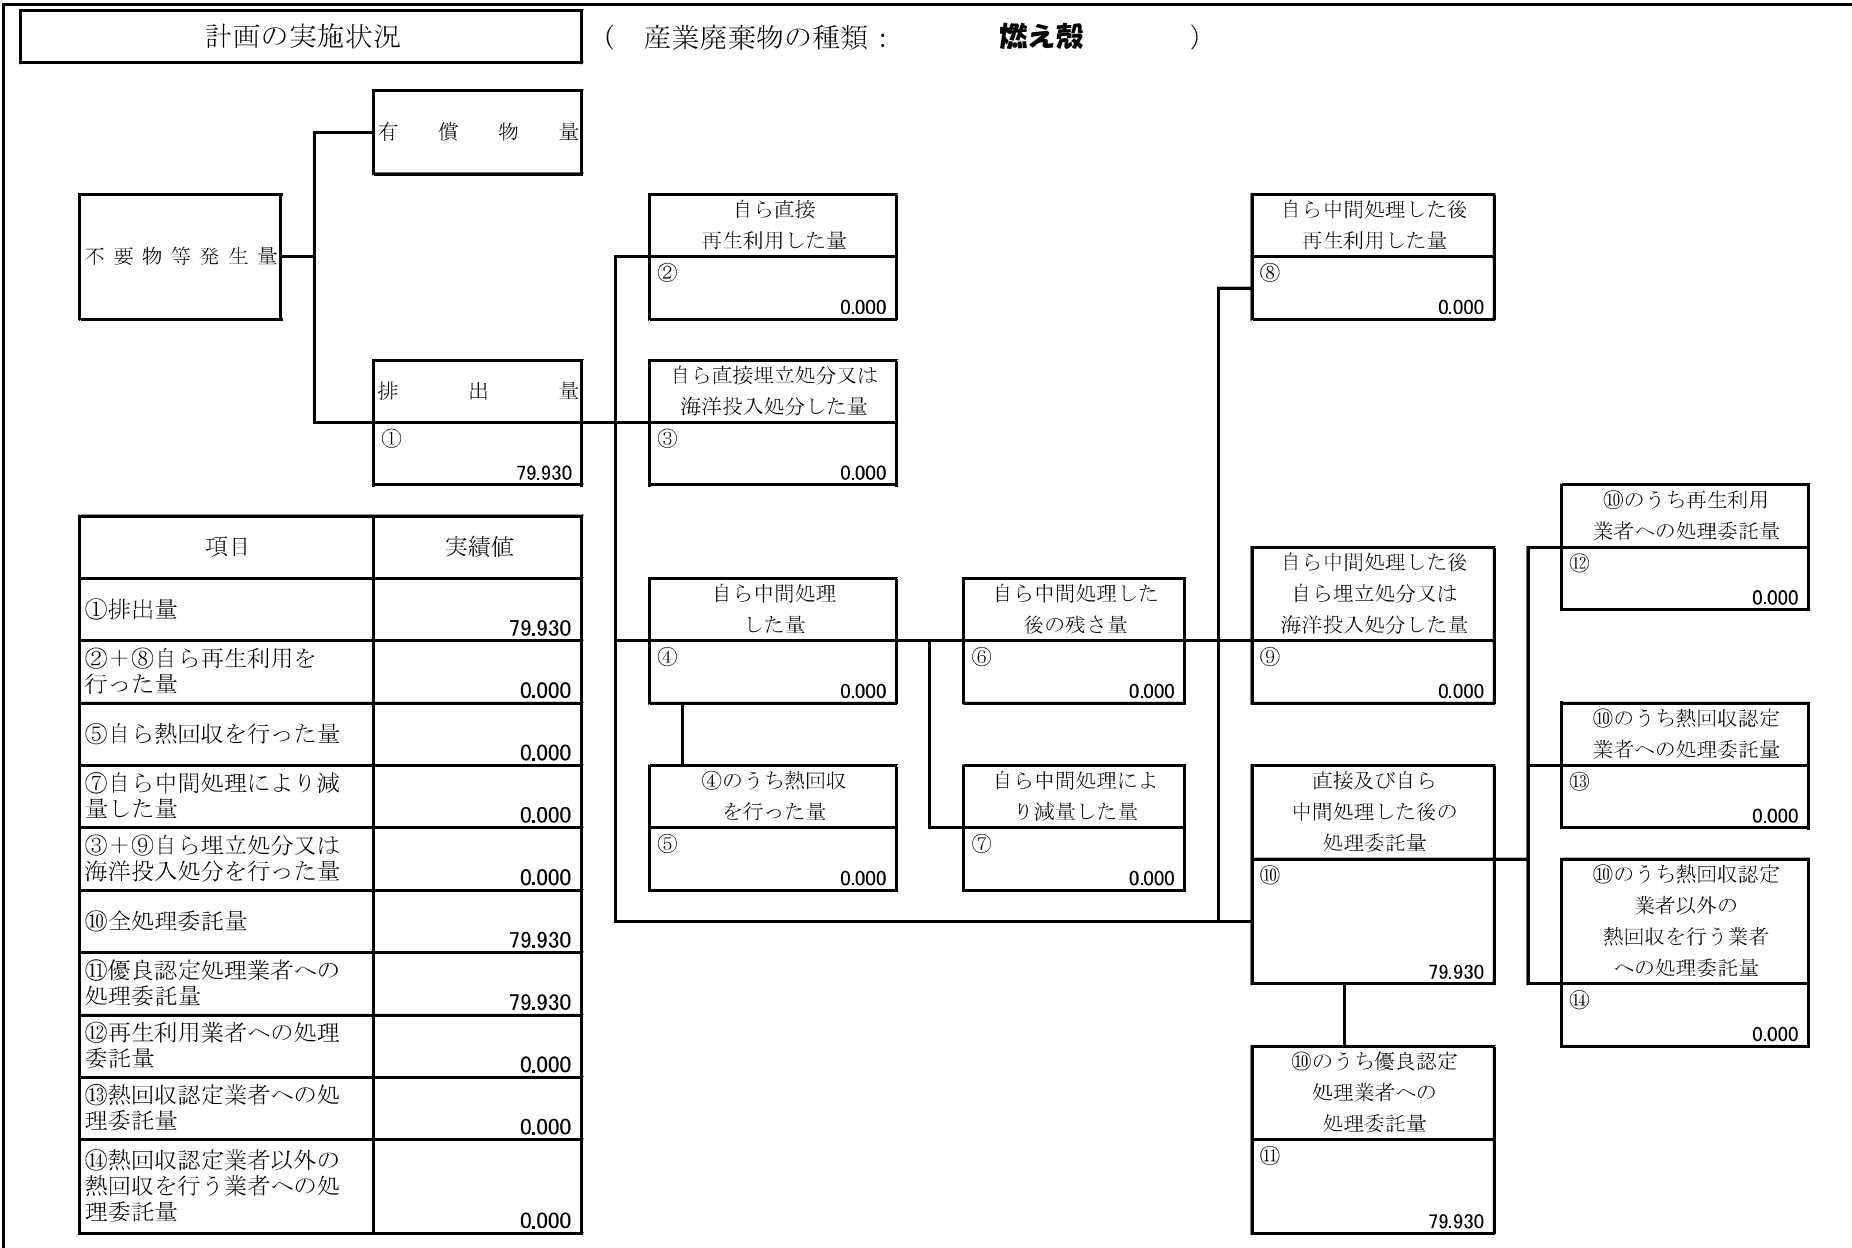 計画の実施状況
( 産業廃棄物の種類： 燃え殻 )
有償物量
不要物等発生量
自ら直接
再生利用した量
②
0.000
自ら中間処理した後
再生利用した量
⑧
0.000
排出量
①
79.930
自ら直接埋立処分又は
海洋投入処分した量
③
0.000
⑩のうち再生利用
業者への処理委託量
⑫
0.000
自ら中間処理
した量
④
0.000
自ら中間処理した
後の残さ量
⑥
0.000
自ら中間処理した後
自ら埋立処分又は
海洋投入処分した量
⑨
0.000
⑩のうち熱回収認定
業者への処理委託量
⑬
0.000
④のうち熱回収
を行った量
⑤
0.000
自ら中間処理によ
り減量した量
⑦
0.000
直接及び自ら
中間処理した後の
処理委託量
⑩
79.930
⑩のうち熱回収認定
業者以外の
熱回収を行う業者
への処理委託量
⑭
0.000
⑩のうち優良認定
処理業者への
処理委託量
⑪
79.930
項目 実績値
①排出量 79.930
②＋⑧自ら再生利用を
行った量 0.000
⑤自ら熱回収を行った量 0.000
⑦自ら中間処理により減
量した量 0.000
③＋⑨自ら埋立処分又は
海洋投入処分を行った量 0.000
⑩全処理委託量 79.930
⑪優良認定処理業者への
処理委託量 79.930
⑫再生利用業者への処理
委託量 0.000
⑬熱回収認定業者への処
理委託量 0.000
⑭熱回収認定業者以外の
熱回収を行う業者への処
理委託量 0.000